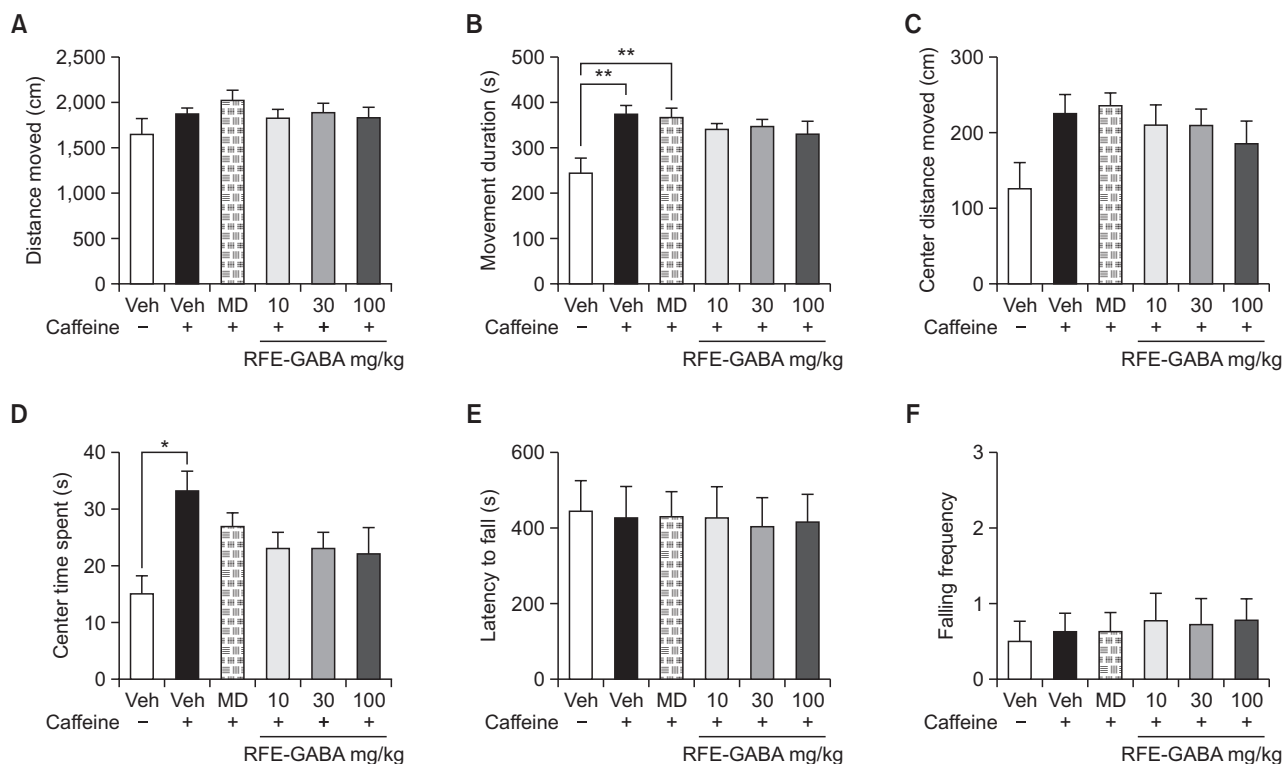 A
Distance moved (cm)
2,500
2,000
1,500
1,000
500
0
Veh Veh MD 10 30 100
Caffeine – + + + + +
RFE-GABA mg/kg
B
Movement duration (s)
500
400
300
200
100
0
**
**
Veh Veh MD 10 30 100
– + + + + +
RFE-GABA mg/kg
C
Center distance moved (cm)
300
200
100
0
Veh Veh MD 10 30 100
Caffeine – + + + + +
RFE-GABA mg/kg
D
Center time spent (s)
40
30
20
10
0
*
Veh Veh MD 10 30 100
Caffeine – + + + + +
RFE-GABA mg/kg
E
Latency to fall (s)
600
400
400
0
Veh Veh MD 10 30 100
– + + + + +
RFE-GABA mg/kg
F
Falling frequency
3
2
1
0
Veh Veh MD 10 30 100
Caffeine – + + + + +
RFE-GABA mg/kg